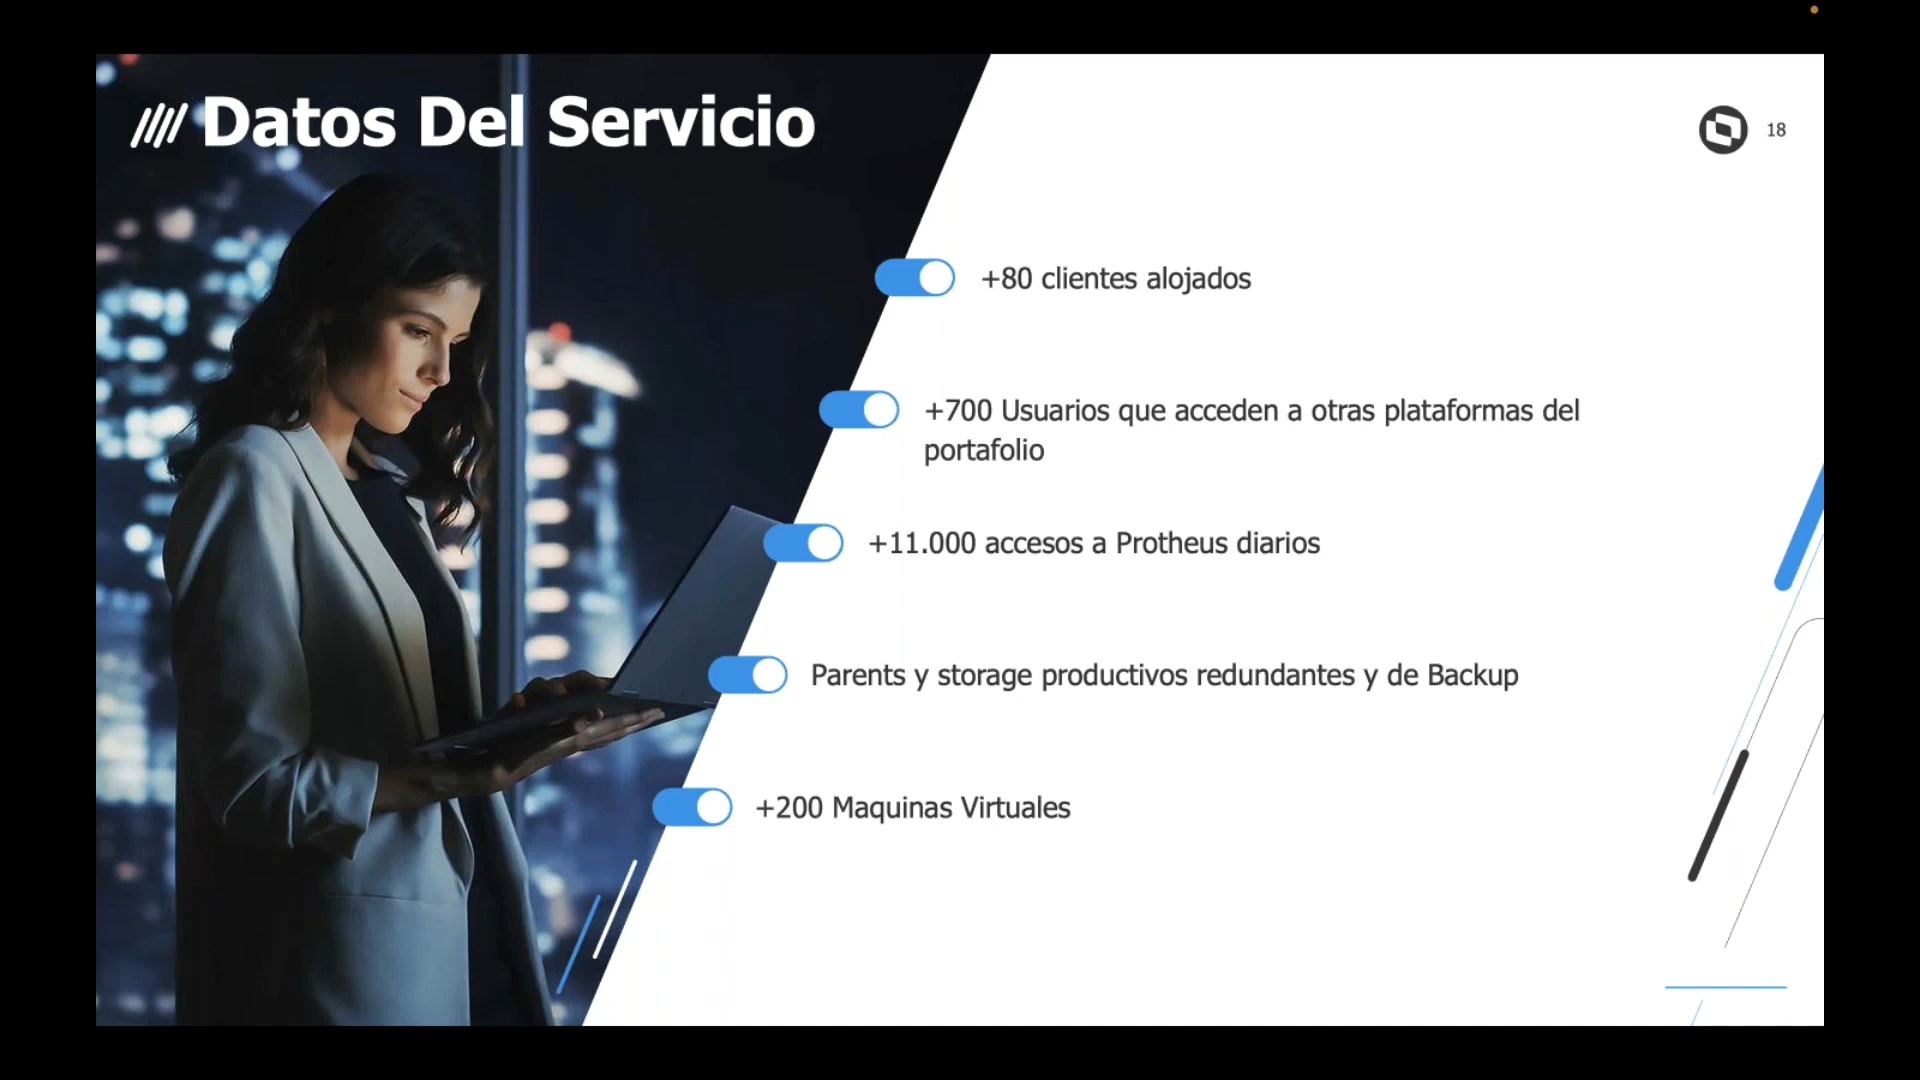 Datos Del Servicio
18
+80 clientes alojados
+700 Usuarios que acceden a otras plataformas del
portafolio
+11.000 accesos a Protheus diarios
Parents y storage productivos redundantes y de Backup
+200 Maquinas Virtuales